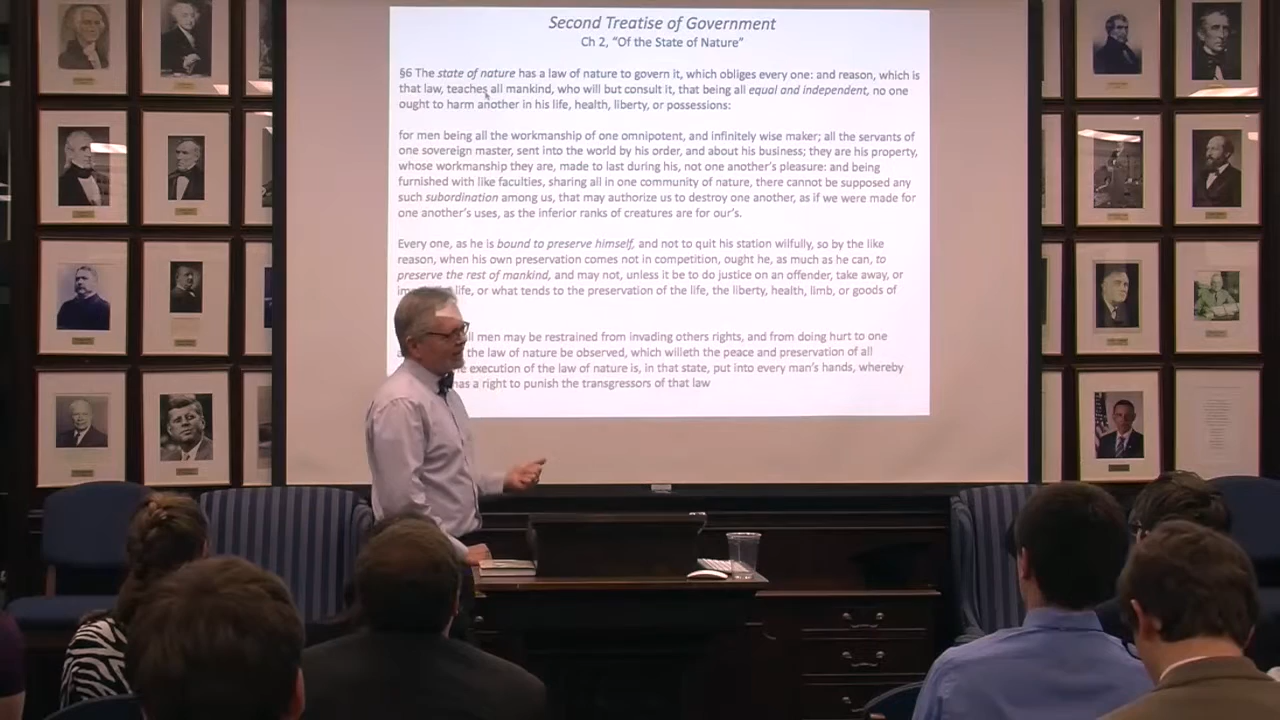 Second Treatise of Government
Ch 2, “Of the State of Nature”
§6 The state of nature has a law of nature to govern it, which obliges every one: and reason, which is
that law, teaches all mankind, who will but consult it, that being all equal and independent, no one
ought to harm another in his life, health, liberty, or possessions:
for men being all the workmanship of one omnipotent, and infinitely wise maker; all the servants of
one sovereign master, sent into the world by his order, and about his business; they are his property,
whose workmanship they are, made to last during his, not one another’s pleasure: and being
furnished with like faculties, sharing all in one community of nature, there cannot be supposed any
such subordination among us, that may authorize us to destroy one another, as if we were made for
one another’s uses, as the inferior ranks of creatures are for our’s.
Every one, as he is bound to preserve himself, and not to quit his station wilfully, so by the like
reason, when his own preservation comes not in competition, ought he, as much as he can, to
preserve the rest of mankind, and may not, unless it be to do justice on an offender, take away, or
life, or what tends to the preservation of the life, the liberty, health, limb, or goods of
men may be restrained from invading others rights, and from doing hurt to one
the law of nature be observed, which willeth the peace and preservation of all
execution of the law of nature is, in that state, put into every man’s hands, whereby
has a right to punish the transgressors of that law